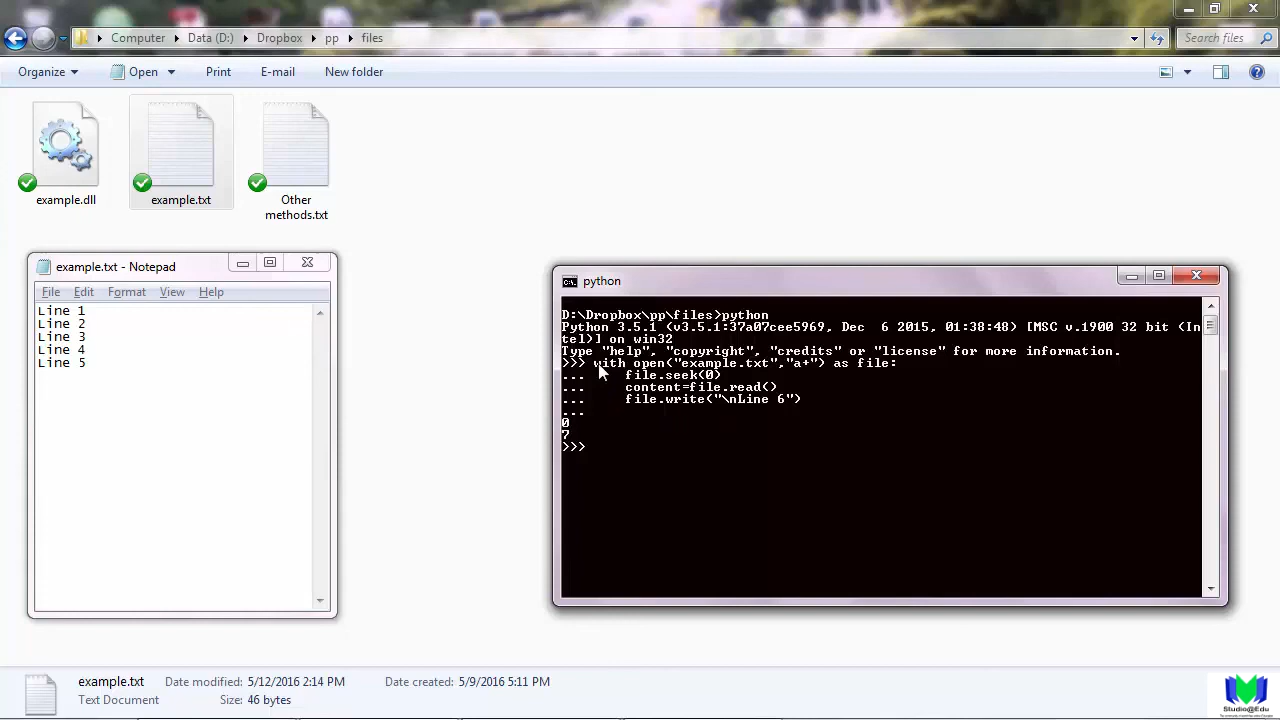 Computer ▸ Data (D:) ▸ Dropbox ▸ pp ▸ files
Search files
Organize ▾ Open ▾ Print E-mail New folder
example.dll
example.txt
Other
methods.txt
example.txt - Notepad
File Edit Format View Help
Line 1
Line 2
Line 3
Line 4
Line 5
python
D:\Dropbox\pp\files>python
Python 3.5.1 (v3.5.1:37a07cee5969, Dec  6 2015, 01:38:48) [MSC v.1900 32 bit (In
tel)] on win32
Type "help", "copyright", "credits" or "license" for more information.
>>> with open("example.txt","a+") as file:
...     file.seek(0)
...     content=file.read()
...     file.write("\nLine 6")
...
0
7
>>>
example.txt Date modified: 5/12/2016 2:14 PM Date created: 5/9/2016 5:11 PM
Text Document Size: 46 bytes
Studio@Edu